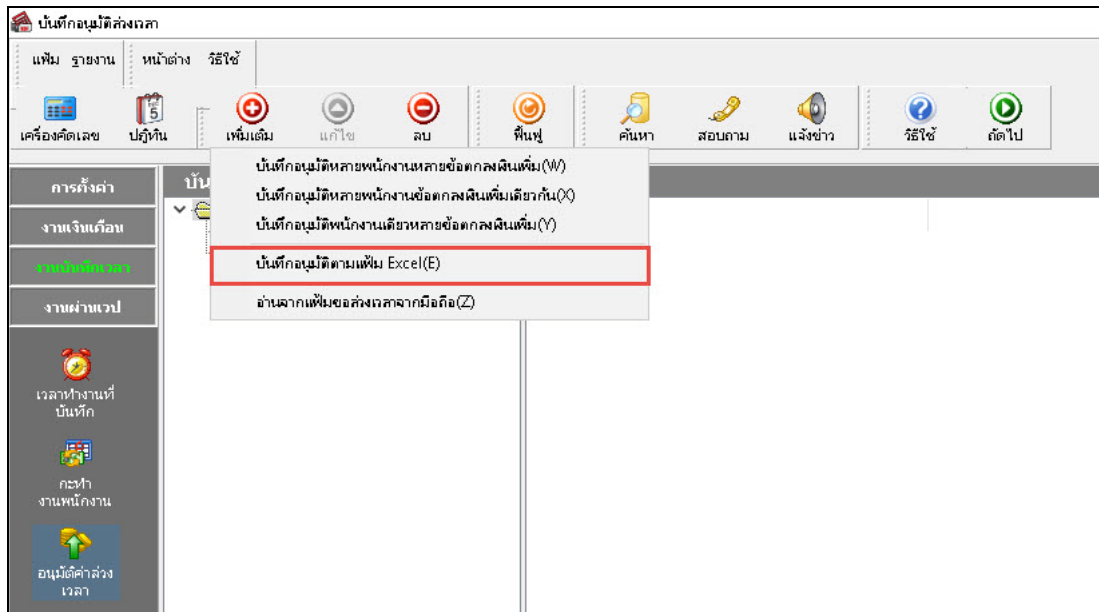 บันทึกอนุมัติล่วงเวลา
แฟ้ม รายงาน หน้าต่าง วิธีใช้
เครื่องคิดเลข ปฏิทิน เพิ่มเติม แก้ไข ลบ ฟื้นฟู ค้นหา สอบถาม แจ้งข่าว วิธีใช้ ถัดไป
บันทึกอนุมัติหลายพนักงานหลายข้อตกลงเงินเพิ่ม(W)
บันทึกอนุมัติหลายพนักงานข้อตกลงเงินเพิ่มเดียวกัน(X)
บันทึกอนุมัติพนักงานเดียวหลายข้อตกลงเงินเพิ่ม(Y)
บันทึกอนุมัติตามแฟ้ม Excel(E)
อ่านจากแฟ้มขอล่วงเวลาจากมือถือ(Z)
การตั้งค่า
งานเงินเดือน
งานบันทึกเวลา
งานผ่านเวป
เวลาทำงานที่
บันทึก
กะทำ
งานพนักงาน
อนุมัติค่าล่วง
เวลา